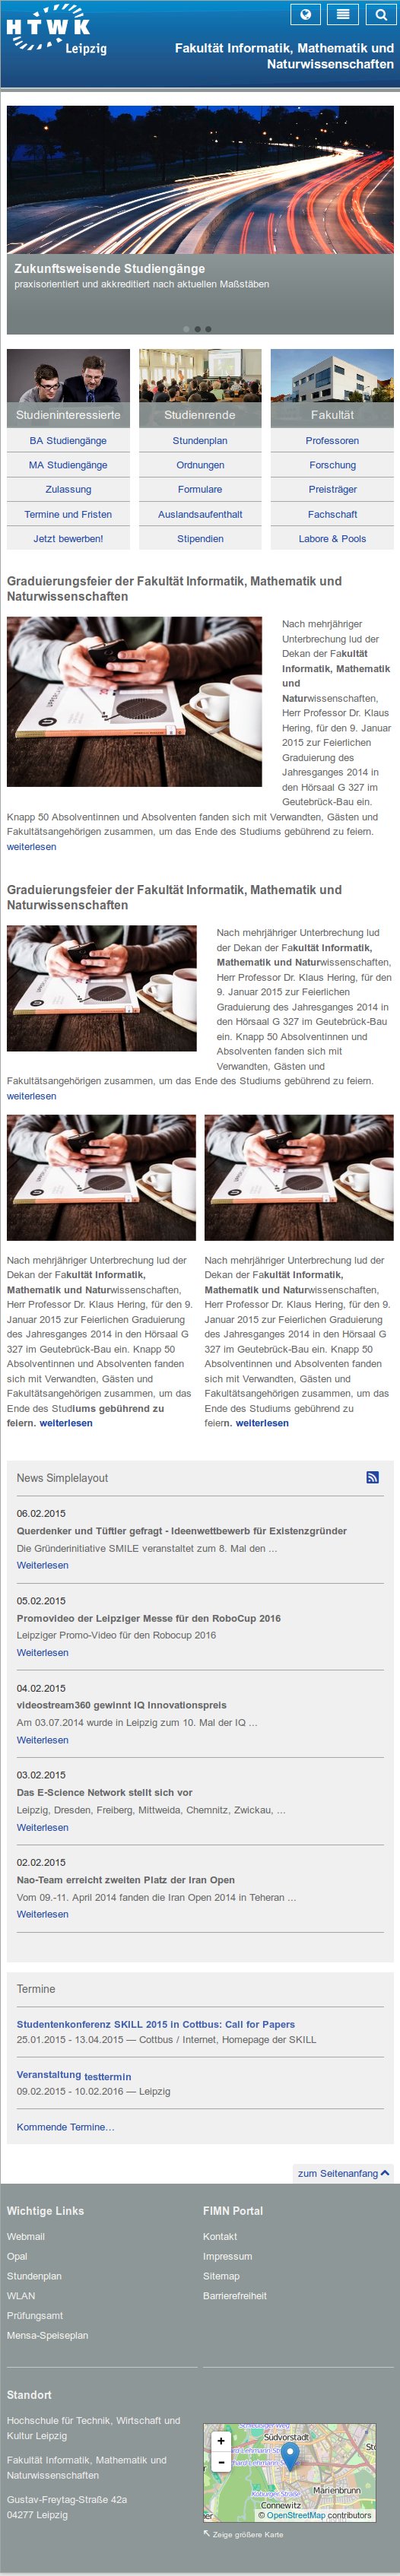 HTWK
Leipzig
Fakultät Informatik, Mathematik und
Naturwissenschaften
Zukunftsweisende Studiengänge
praxisorientiert und akkreditiert nach aktuellen Maßstäben
Studieninteressierte
BA Studiengänge
MA Studiengänge
Zulassung
Termine und Fristen
Jetzt bewerben!
Studienrende
Stundenplan
Ordnungen
Formulare
Auslandsaufenthalt
Stipendien
Fakultät
Professoren
Forschung
Preisträger
Fachschaft
Labore & Pools
Graduierungsfeier der Fakultät Informatik, Mathematik und
Naturwissenschaften
Nach mehrjähriger
Unterbrechung lud der
Dekan der Fakultät
Informatik, Mathematik
und
Naturwissenschaften,
Herr Professor Dr. Klaus
Hering, für den 9. Januar
2015 zur Feierlichen
Graduierung des
Jahresganges 2014 in
den Hörsaal G 327 im
Geutebrück-Bau ein.
Knapp 50 Absolventinnen und Absolventen fanden sich mit Verwandten, Gästen und
Fakultätsangehörigen zusammen, um das Ende des Studiums gebührend zu feiern.
weiterlesen
Graduierungsfeier der Fakultät Informatik, Mathematik und
Naturwissenschaften
Nach mehrjähriger Unterbrechung lud
der Dekan der Fakultät Informatik,
Mathematik und Naturwissenschaften,
Herr Professor Dr. Klaus Hering, für den
9. Januar 2015 zur Feierlichen
Graduierung des Jahresganges 2014 in
den Hörsaal G 327 im Geutebrück-Bau
ein. Knapp 50 Absolventinnen und
Absolventen fanden sich mit
Verwandten, Gästen und
Fakultätsangehörigen zusammen, um das Ende des Studiums gebührend zu feiern.
weiterlesen
Nach mehrjähriger Unterbrechung lud der
Dekan der Fakultät Informatik,
Mathematik und Naturwissenschaften,
Herr Professor Dr. Klaus Hering, für den 9.
Januar 2015 zur Feierlichen Graduierung
des Jahresganges 2014 in den Hörsaal G
327 im Geutebrück-Bau ein. Knapp 50
Absolventinnen und Absolventen fanden
sich mit Verwandten, Gästen und
Fakultätsangehörigen zusammen, um das
Ende des Studiums gebührend zu
feiern. weiterlesen
Nach mehrjähriger Unterbrechung lud der
Dekan der Fakultät Informatik,
Mathematik und Naturwissenschaften,
Herr Professor Dr. Klaus Hering, für den 9.
Januar 2015 zur Feierlichen Graduierung
des Jahresganges 2014 in den Hörsaal G
327 im Geutebrück-Bau ein. Knapp 50
Absolventinnen und Absolventen fanden
sich mit Verwandten, Gästen und
Fakultätsangehörigen zusammen, um das
Ende des Studiums gebührend zu
feiern. weiterlesen
News Simplelayout
06.02.2015
Querdenker und Tüftler gefragt - Ideenwettbewerb für Existenzgründer
Die Gründerinitiative SMILE veranstaltet zum 8. Mal den ...
Weiterlesen
05.02.2015
Promovideo der Leipziger Messe für den RoboCup 2016
Leipziger Promo-Video für den Robocup 2016
Weiterlesen
04.02.2015
videostream360 gewinnt IQ Innovationspreis
Am 03.07.2014 wurde in Leipzig zum 10. Mal der IQ ...
Weiterlesen
03.02.2015
Das E-Science Network stellt sich vor
Leipzig, Dresden, Freiberg, Mittweida, Chemnitz, Zwickau, ...
Weiterlesen
02.02.2015
Nao-Team erreicht zweiten Platz der Iran Open
Vom 09.-11. April 2014 fanden die Iran Open 2014 in Teheran ...
Weiterlesen
Termine
Studentenkonferenz SKILL 2015 in Cottbus: Call for Papers
25.01.2015 - 13.04.2015 — Cottbus / Internet, Homepage der SKILL
Veranstaltung testtermin
09.02.2015 - 10.02.2016 — Leipzig
Kommende Termine…
zum Seitenanfang
Wichtige Links
Webmail
Opal
Stundenplan
WLAN
Prüfungsamt
Mensa-Speiseplan
FIMN Portal
Kontakt
Impressum
Sitemap
Barrierefreiheit
Standort
Hochschule für Technik, Wirtschaft und
Kultur Leipzig
Fakultät Informatik, Mathematik und
Naturwissenschaften
Gustav-Freytag-Straße 42a
04277 Leipzig
+
-
Südvorstadt
Marienbrunn
Connewitz
© OpenStreetMap contributors
Zeige größere Karte